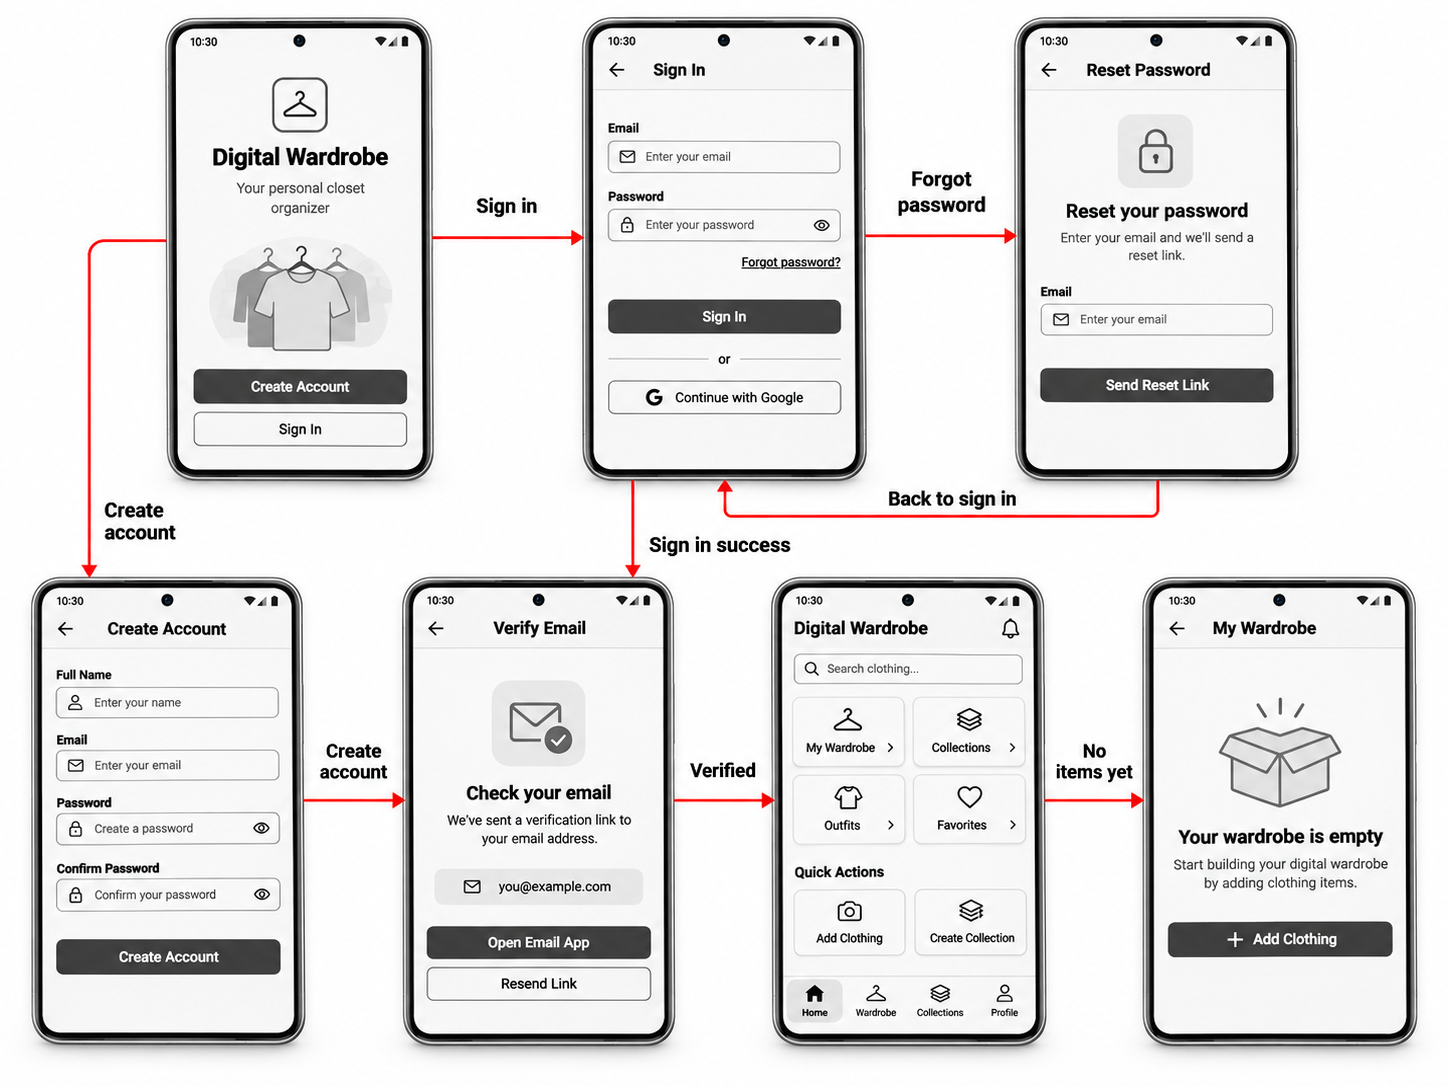 10:30
Digital Wardrobe
Your personal closet
organizer
Create Account
Sign In
Sign in
10:30
Sign In
Email
Enter your email
Password
Enter your password
Forgot password?
Sign In
or
G Continue with Google
Forgot
password
10:30
Reset Password
Reset your password
Enter your email and we'll send a
reset link.
Email
Enter your email
Send Reset Link
Back to sign in
Sign in success
Create
account
10:30
Create Account
Full Name
Enter your name
Email
Enter your email
Password
Create a password
Confirm Password
Confirm your password
Create Account
Create
account
10:30
Verify Email
Check your email
We've sent a verification link to
your email address.
you@example.com
Open Email App
Resend Link
Verified
10:30
Digital Wardrobe
Search clothing...
My Wardrobe
Collections
Outfits
Favorites
Quick Actions
Add Clothing
Create Collection
Home
Wardrobe
Collections
Profile
No
items yet
10:30
My Wardrobe
Your wardrobe is empty
Start building your digital wardrobe
by adding clothing items.
+ Add Clothing